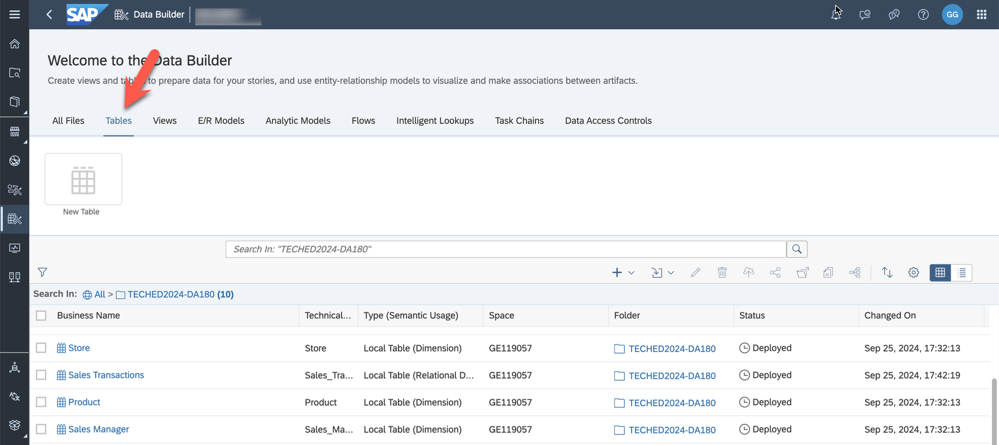 SAP Data Builder
GG
Welcome to the Data Builder
Create views and tables to prepare data for your stories, and use entity-relationship models to visualize and make associations between artifacts.
All Files Tables Views E/R Models Analytic Models Flows Intelligent Lookups Task Chains Data Access Controls
New Table
Search In: "TECHED2024-DA180"
Search In: All > TECHED2024-DA180 (10)
Business Name Technical... Type (Semantic Usage) Space Folder Status Changed On
Store Store Local Table (Dimension) GE119057 TECHED2024-DA180 Deployed Sep 25, 2024, 17:32:13
Sales Transactions Sales_Tra... Local Table (Relational D... GE119057 TECHED2024-DA180 Deployed Sep 25, 2024, 17:42:19
Product Product Local Table (Dimension) GE119057 TECHED2024-DA180 Deployed Sep 25, 2024, 17:32:13
Sales Manager Sales_Ma... Local Table (Dimension) GE119057 TECHED2024-DA180 Deployed Sep 25, 2024, 17:32:13